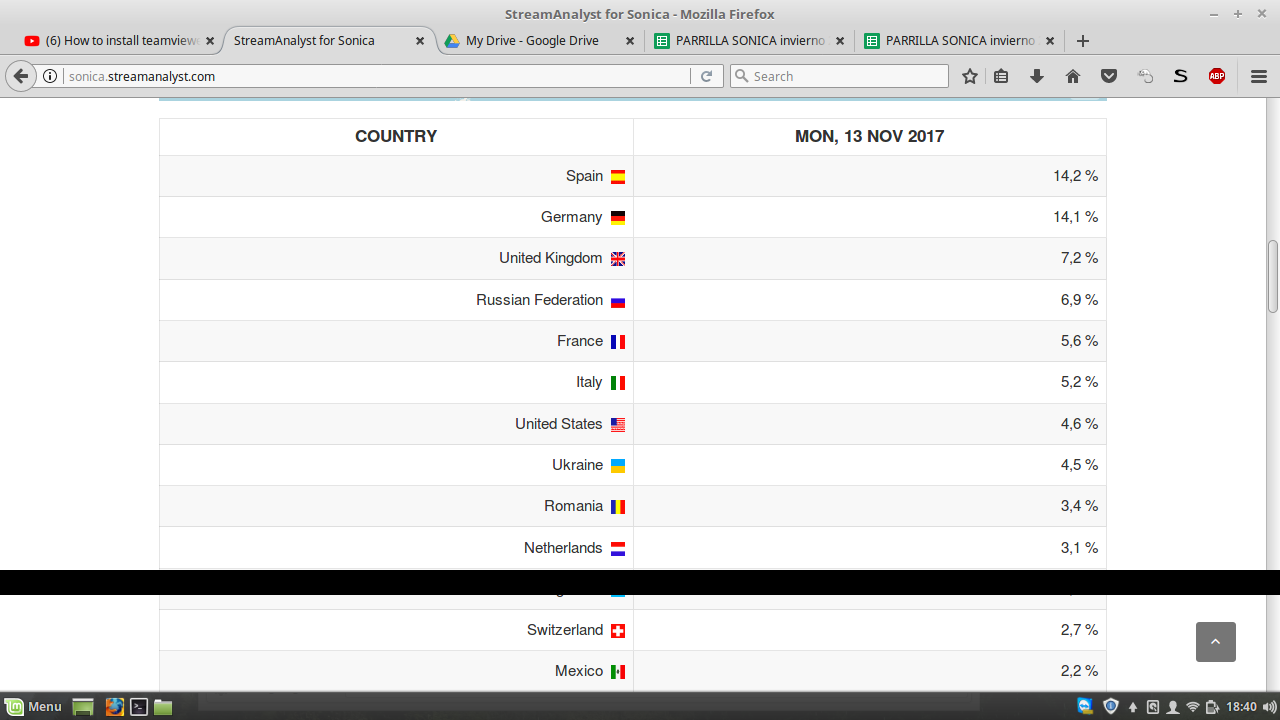 StreamAnalyst for Sonica - Mozilla Firefox
(6) How to install teamview
StreamAnalyst for Sonica
My Drive - Google Drive
PARRILLA SONICA invierno
PARRILLA SONICA invierno
sonica.streamanalyst.com
Search
S
ABP
COUNTRY MON, 13 NOV 2017
Spain 14,2 %
Germany 14,1 %
United Kingdom 7,2 %
Russian Federation 6,9 %
France 5,6 %
Italy 5,2 %
United States 4,6 %
Ukraine 4,5 %
Romania 3,4 %
Netherlands 3,1 %
Switzerland 2,7 %
Mexico 2,2 %
Menu 18:40